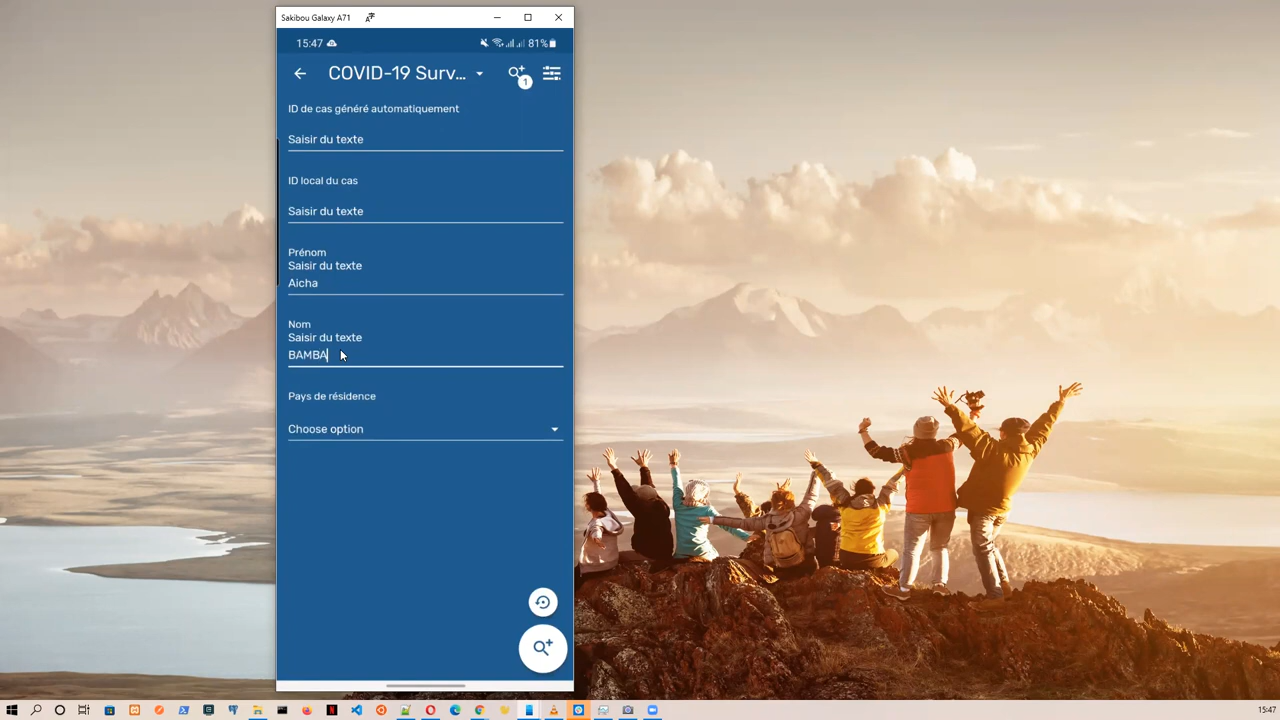 Sakibou Galaxy A71
15:47
81%
COVID-19 Surv...
1
ID de cas généré automatiquement
Saisir du texte
ID local du cas
Saisir du texte
Prénom
Saisir du texte
Aicha
Nom
Saisir du texte
BAMBA
Pays de résidence
Choose option
15:47